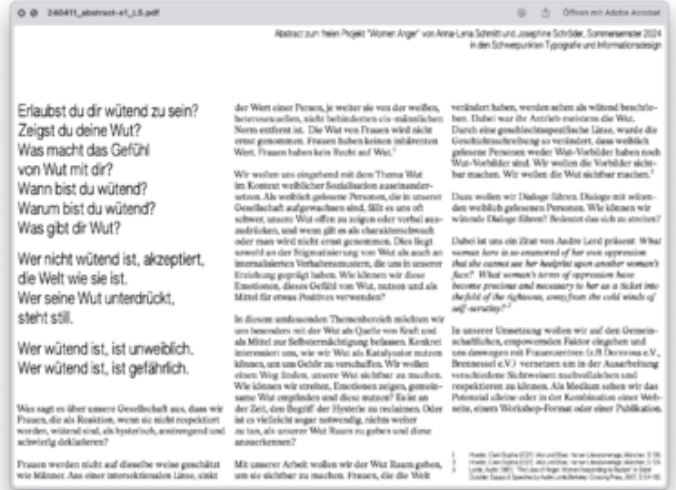 240411_abstract-e1_LS.pdf
Öffnen mit Adobe Acrobat
Abstract zum freien Projekt "Women Anger" von Anna-Lena Schmitt und Josephine Schröder, Sommersemester 2024
in den Schwerpunkten Typografie und Informationsdesign
Erlaubst du dir wütend zu sein?
Zeigst du deine Wut?
Was macht das Gefühl
von Wut mit dir?
Wann bist du wütend?
Warum bist du wütend?
Was gibt dir Wut?
Wer nicht wütend ist, akzeptiert,
die Welt wie sie ist.
Wer seine Wut unterdrückt,
steht still.
Wer wütend ist, ist unweiblich.
Wer wütend ist, ist gefährlich.
Was sagt es über unsere Gesellschaft aus, dass wir
Frauen, die als Reaktion, wenn sie nicht respektiert
werden, wütend sind, als hysterisch, anstrengend und
schwierig deklarieren?
Frauen werden nicht auf dieselbe weise geschätzt
wie Männer. Aus einer intersektionalen Linse, sinkt
der Wert einer Person, je weiter sie von der weißen,
heterosexuellen, nicht behinderten cis-männlichen
Norm entfernt ist. Die Wut von Frauen wird nicht
ernst genommen. Frauen haben keinen inhärenten
Wert, Frauen haben kein Recht auf Wut.
Wir wollen uns eingehend mit dem Thema Wut
im Kontext weiblicher Sozialisation auseinander-
setzen. Als weiblich gelesene Personen, die in unserer
Gesellschaft aufgewachsen sind, fällt es uns oft
schwer, unsere Wut offen zu zeigen oder verbal aus-
zudrücken, und wenn gilt es als charakterschwach
oder man wird nicht ernst genommen. Dies liegt
sowohl an der Stigmatisierung von Wut als auch an
internalisierten Verhaltensmustern, die uns in unserer
Erziehung geprägt haben. Wie können wir diese
Emotionen, dieses Gefühl von Wut, nutzen und als
Mittel für etwas Positives verwenden?
In diesem umfassenden Themenbereich möchten wir
uns besonders mit der Wut als Quelle von Kraft und
als Mittel zur Selbstermächtigung befassen. Konkret
interessiert uns, wie wir Wut als Katalysator nutzen
können, um uns Gehör zu verschaffen. Wir wollen
einen Weg finden, unsere Wut sichtbar zu machen.
Wie können wir streiten, Emotionen zeigen, gemein-
same Wut empfinden und diese nutzen? Es ist an
der Zeit, den Begriff der Hysterie zu reclaimen. Oder
ist es vielleicht sogar notwendig, nichts weiter
zu tun, als unserer Wut Raum zu geben und diese
anzuerkennen?
Mit unserer Arbeit wollen wir der Wut Raum geben,
um sie sichtbar zu machen. Frauen, die die Welt
verändert haben, werden selten als wütend beschrie-
ben. Dabei war ihr Antrieb meistens die Wut.
Durch eine geschlechtsspezifische Linse, wurde die
Geschichtsschreibung so verändert, dass weiblich
gelesene Personen weder Wut-Vorbilder haben noch
Wut-Vorbilder sind. Wir wollen die Vorbilder sicht-
bar machen. Wir wollen die Wut sichtbar machen.
Dazu wollen wir Dialoge führen. Dialoge mit wüten-
den weiblich gelesenen Personen. Wie können wir
wütende Dialoge führen? Bedeutet das sich zu streiten?
Dabei ist uns ein Zitat von Audre Lord präsent: What
woman here is so enamored of her own oppression
that she cannot see her heelprint upon another woman's
face? What woman's terms of oppression have
become precious and necessary to her as a ticket into
the fold of the righteous, away from the cold winds of
self-scrutiny?
In unserer Umsetzung wollen wir auf den Gemein-
schaftlichen, empowernden Faktor eingehen und
uns deswegen mit Frauenzentren (z.B
Brennessel e.V.) vernetzen um in der Ausarbeitung
verschiedene Sichtweisen nachvollziehen und
respektieren zu können. Als Medium sehen wir das
Potenzial alleine oder in der Kombination einer Web-
seite, einem Workshop-Format oder einer Publikation.